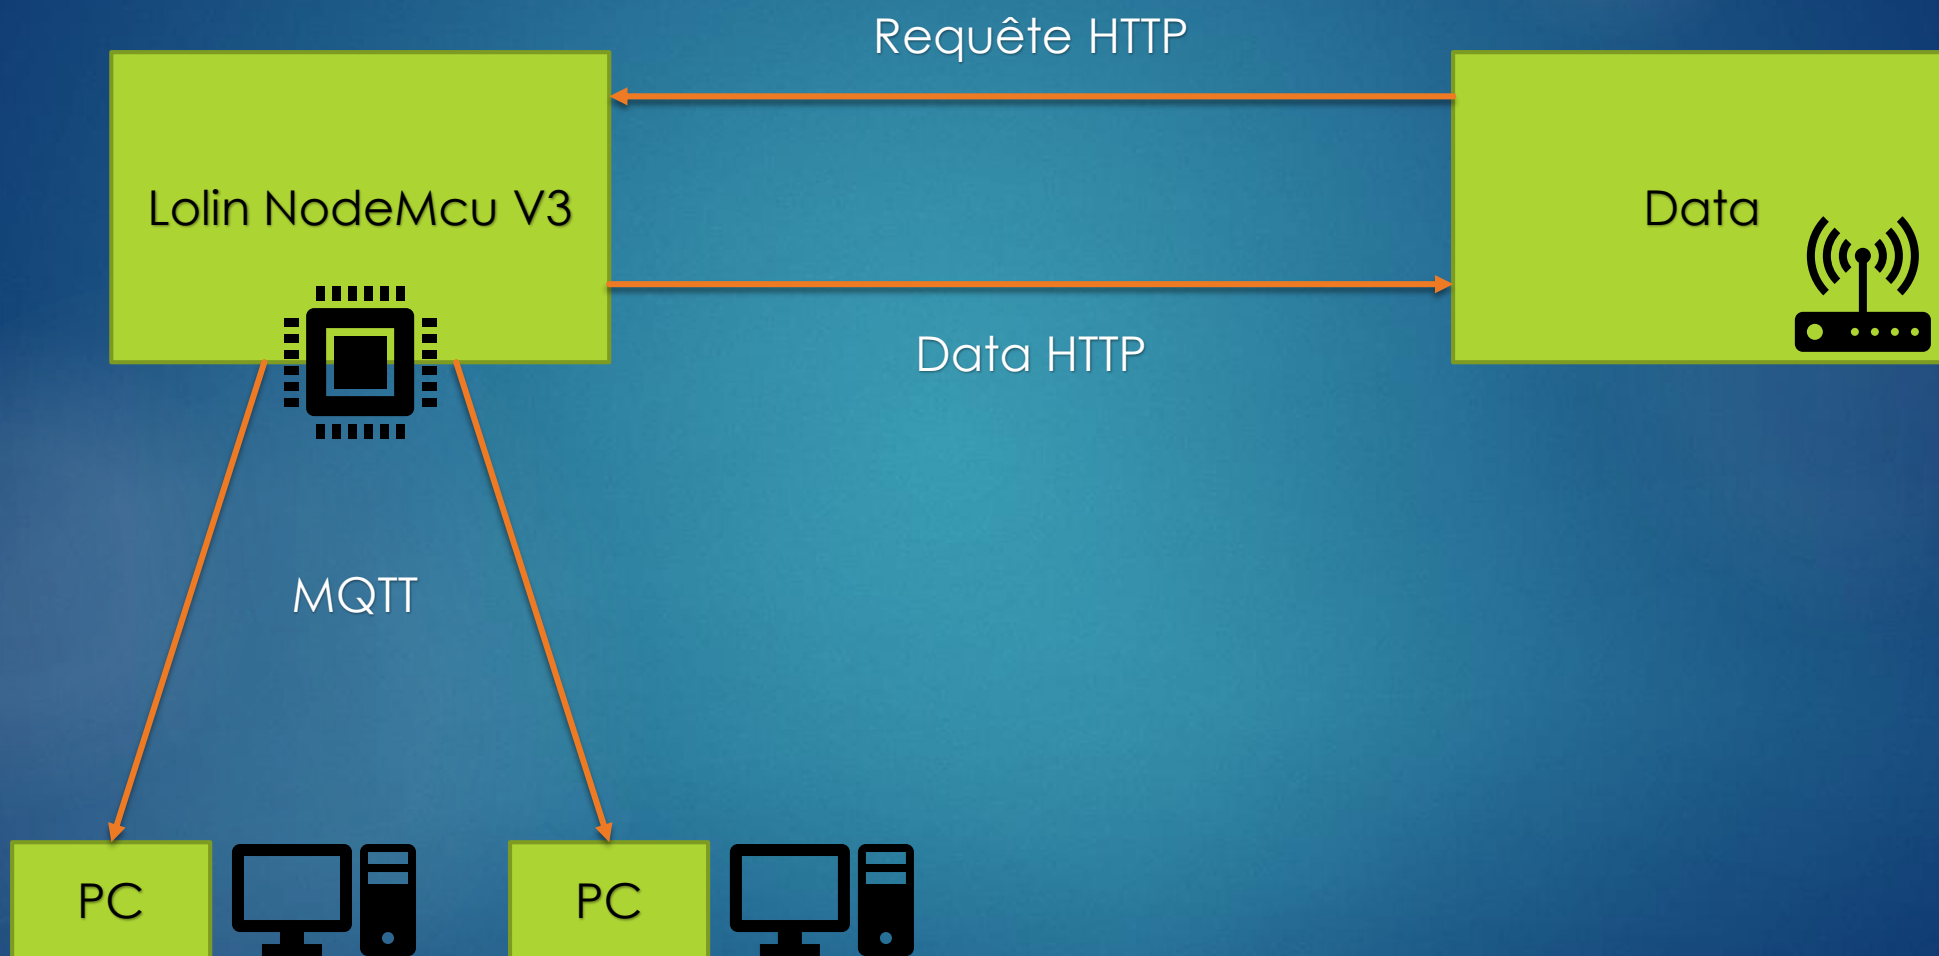 Requête HTTP
Lolin NodeMcu V3
Data
Data HTTP
MQTT
PC
PC